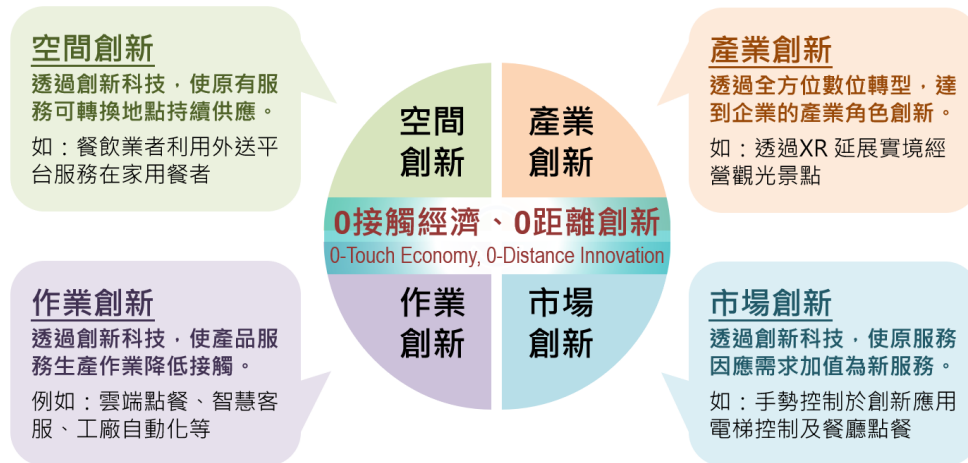 空間創新
透過創新科技，使原有服
務可轉換地點持續供應。
如：餐飲業者利用外送平
台服務在家用餐者
產業創新
透過全方位數位轉型，達
到企業的產業角色創新。
如：透過XR 延展實境經
營觀光景點
空間
創新
產業
創新
0接觸經濟、0距離創新
0-Touch Economy, 0-Distance Innovation
作業
創新
市場
創新
作業創新
透過創新科技，使產品服
務生產作業降低接觸。
例如：雲端點餐、智慧客
服、工廠自動化等
市場創新
透過創新科技，使原服務
因應需求加值為新服務。
如：手勢控制於創新應用
電梯控制及餐廳點餐